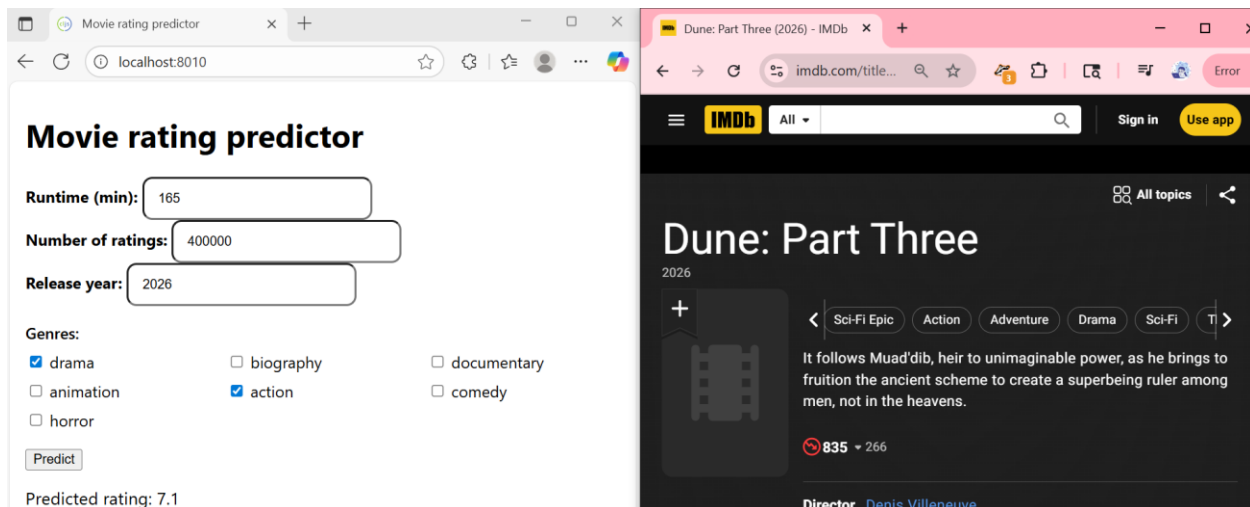 Movie rating predictor
localhost:8010
Movie rating predictor
Runtime (min): 165
Number of ratings: 400000
Release year: 2026
Genres:
drama
biography
documentary
animation
action
comedy
horror
Predict
Predicted rating: 7.1
Dune: Part Three (2026) - IMDb
imdb.com/title...
3
Error
IMDb
All
Sign in
Use app
All topics
Dune: Part Three
2026
Sci-Fi Epic
Action
Adventure
Drama
Sci-Fi
It follows Muad'dib, heir to unimaginable power, as he brings to
fruition the ancient scheme to create a superbeing ruler among
men, not in the heavens.
835 266
Director Denis Villeneuve